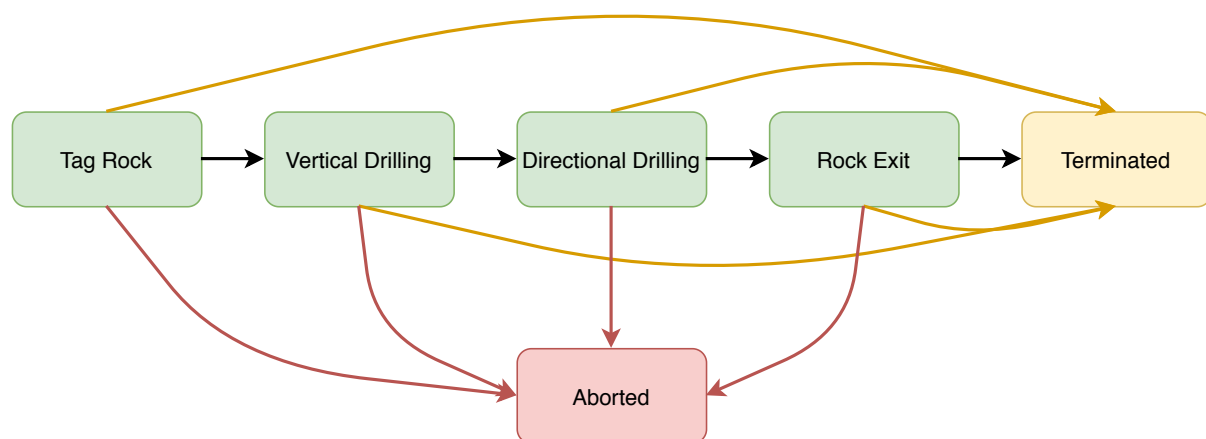 Tag Rock
Vertical Drilling
Directional Drilling
Rock Exit
Terminated
Aborted